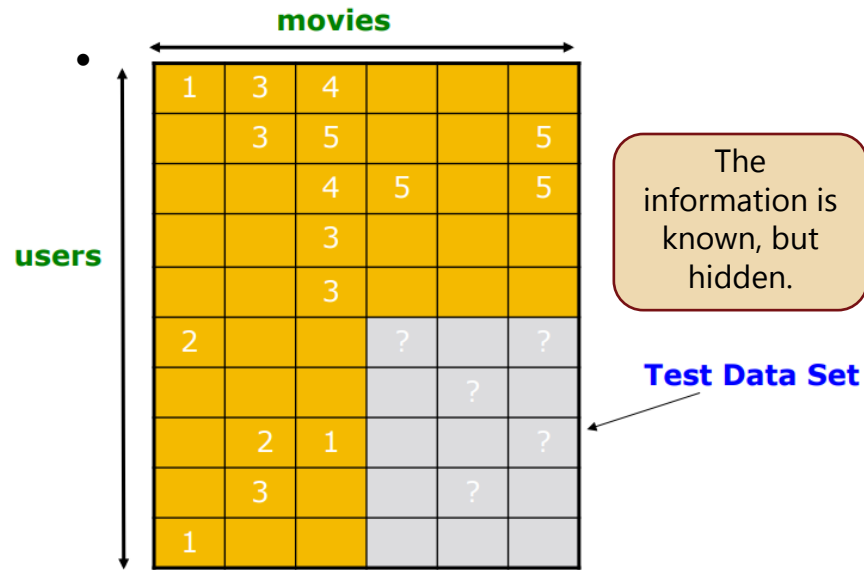 movies
•
1 3 4
3 5 5
The
information is
known, but
hidden.
4 5 5
users
3
3
2 ? ?
?
Test Data Set
2 1 ?
3 ?
1